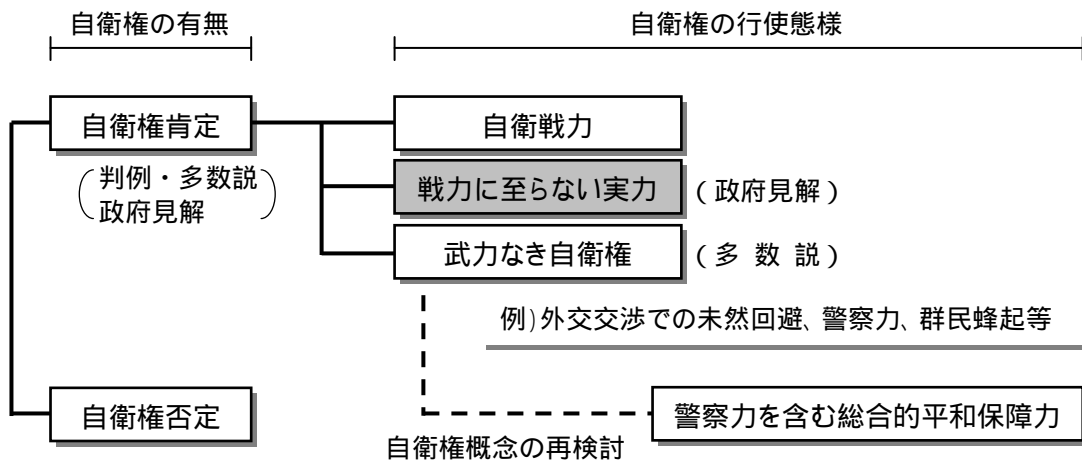 自衛権の有無
自衛権の行使態様
自衛権肯定
自衛戦力
判例・多数説
政府見解
戦力に至らない実力
(政府見解)
武力なき自衛権
(多 数 説)
例)外交交渉での未然回避、警察力、群民蜂起等
自衛権否定
警察力を含む総合的平和保障力
自衛権概念の再検討